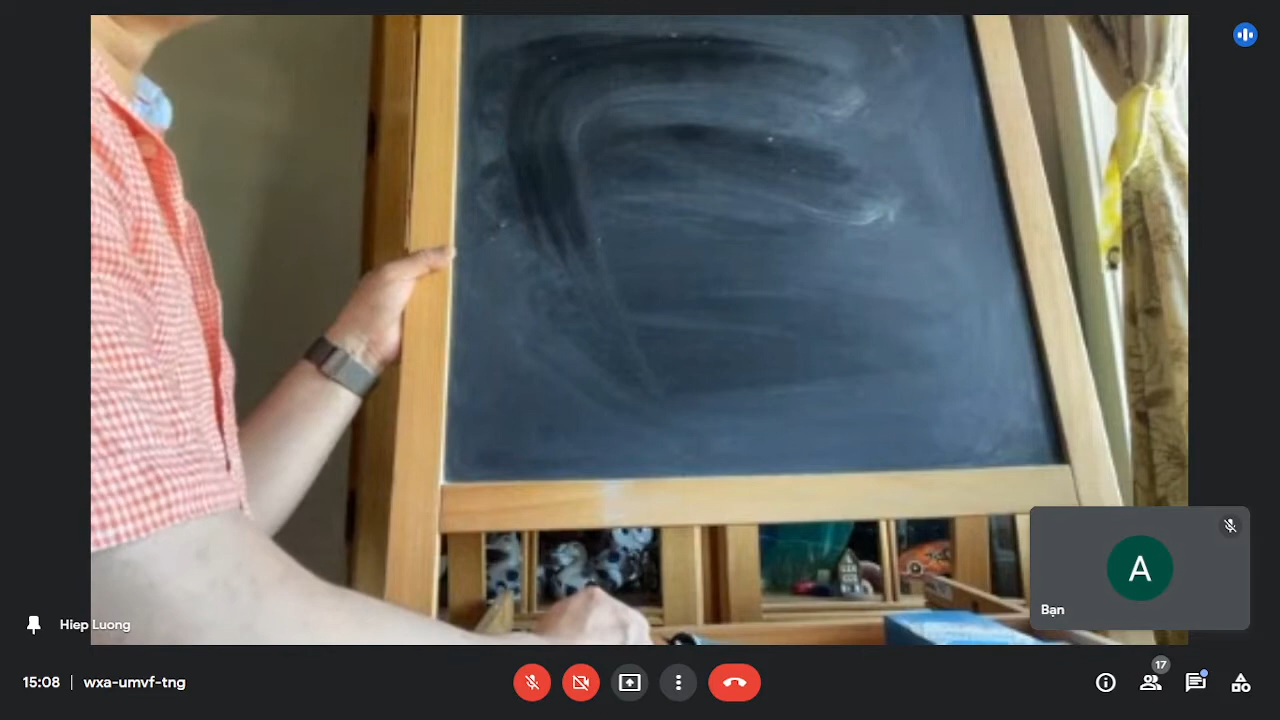 Hiep Luong
A
Bạn
15:08 | wxa-umvf-tng
17